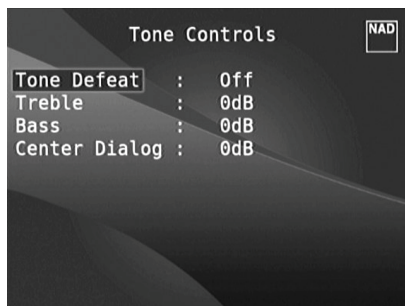 Tone Controls
NAD
Tone Defeat : Off
Treble : 0dB
Bass : 0dB
Center Dialog : 0dB